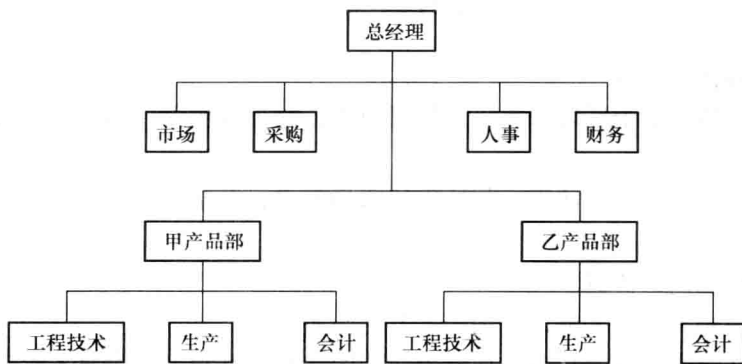 总经理
市场
采购
人事
财务
甲产品部
乙产品部
工程技术
生产
会计
工程技术
生产
会计